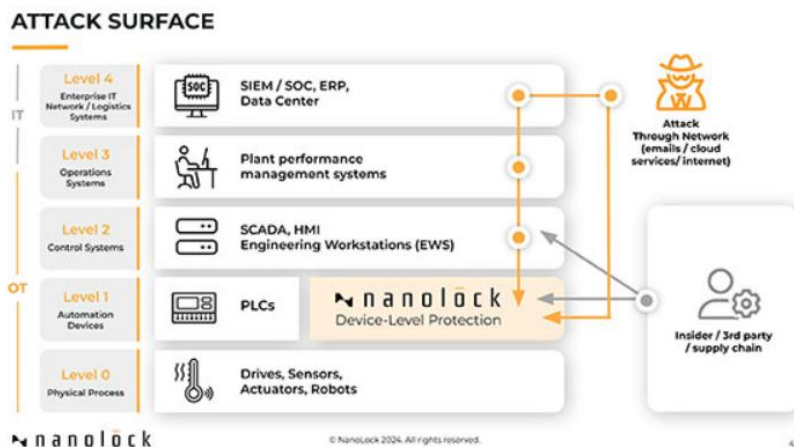 ATTACK SURFACE
IT
OT
Level 4
Enterprise IT
Network / Logistics
Systems
SOC
SIEM / SOC, ERP,
Data Center
Level 3
Operations
Systems
Plant performance
management systems
Level 2
Control Systems
SCADA, HMI
Engineering Workstations (EWS)
Level 1
Automation
Devices
PLCs
nanolōck
Device-Level Protection
Level 0
Physical Process
Drives, Sensors,
Actuators, Robots
Attack
Through Network
(emails / cloud
services/ internet)
Insider / 3rd party
/ supply chain
nanolōck
© NanoLock 2024. All rights reserved.
4